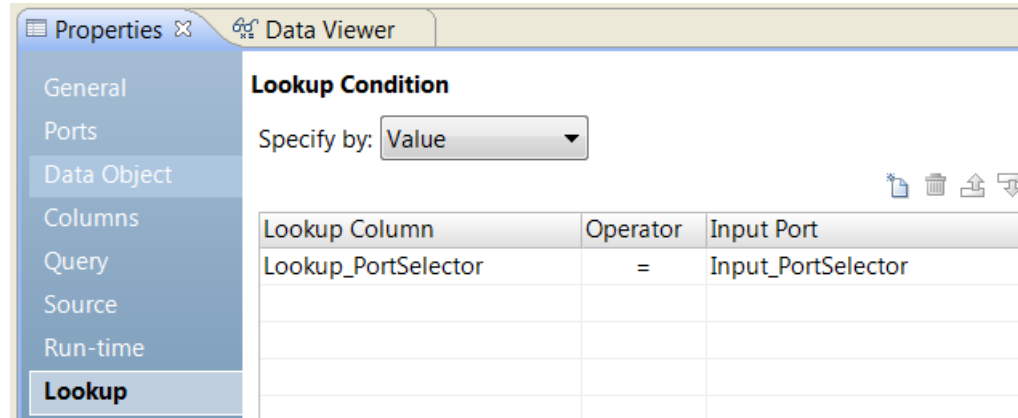 Properties Data Viewer
General
Ports
Data Object
Columns
Query
Source
Run-time
Lookup
Lookup Condition
Specify by: Value
Lookup Column Operator Input Port
Lookup_PortSelector = Input_PortSelector